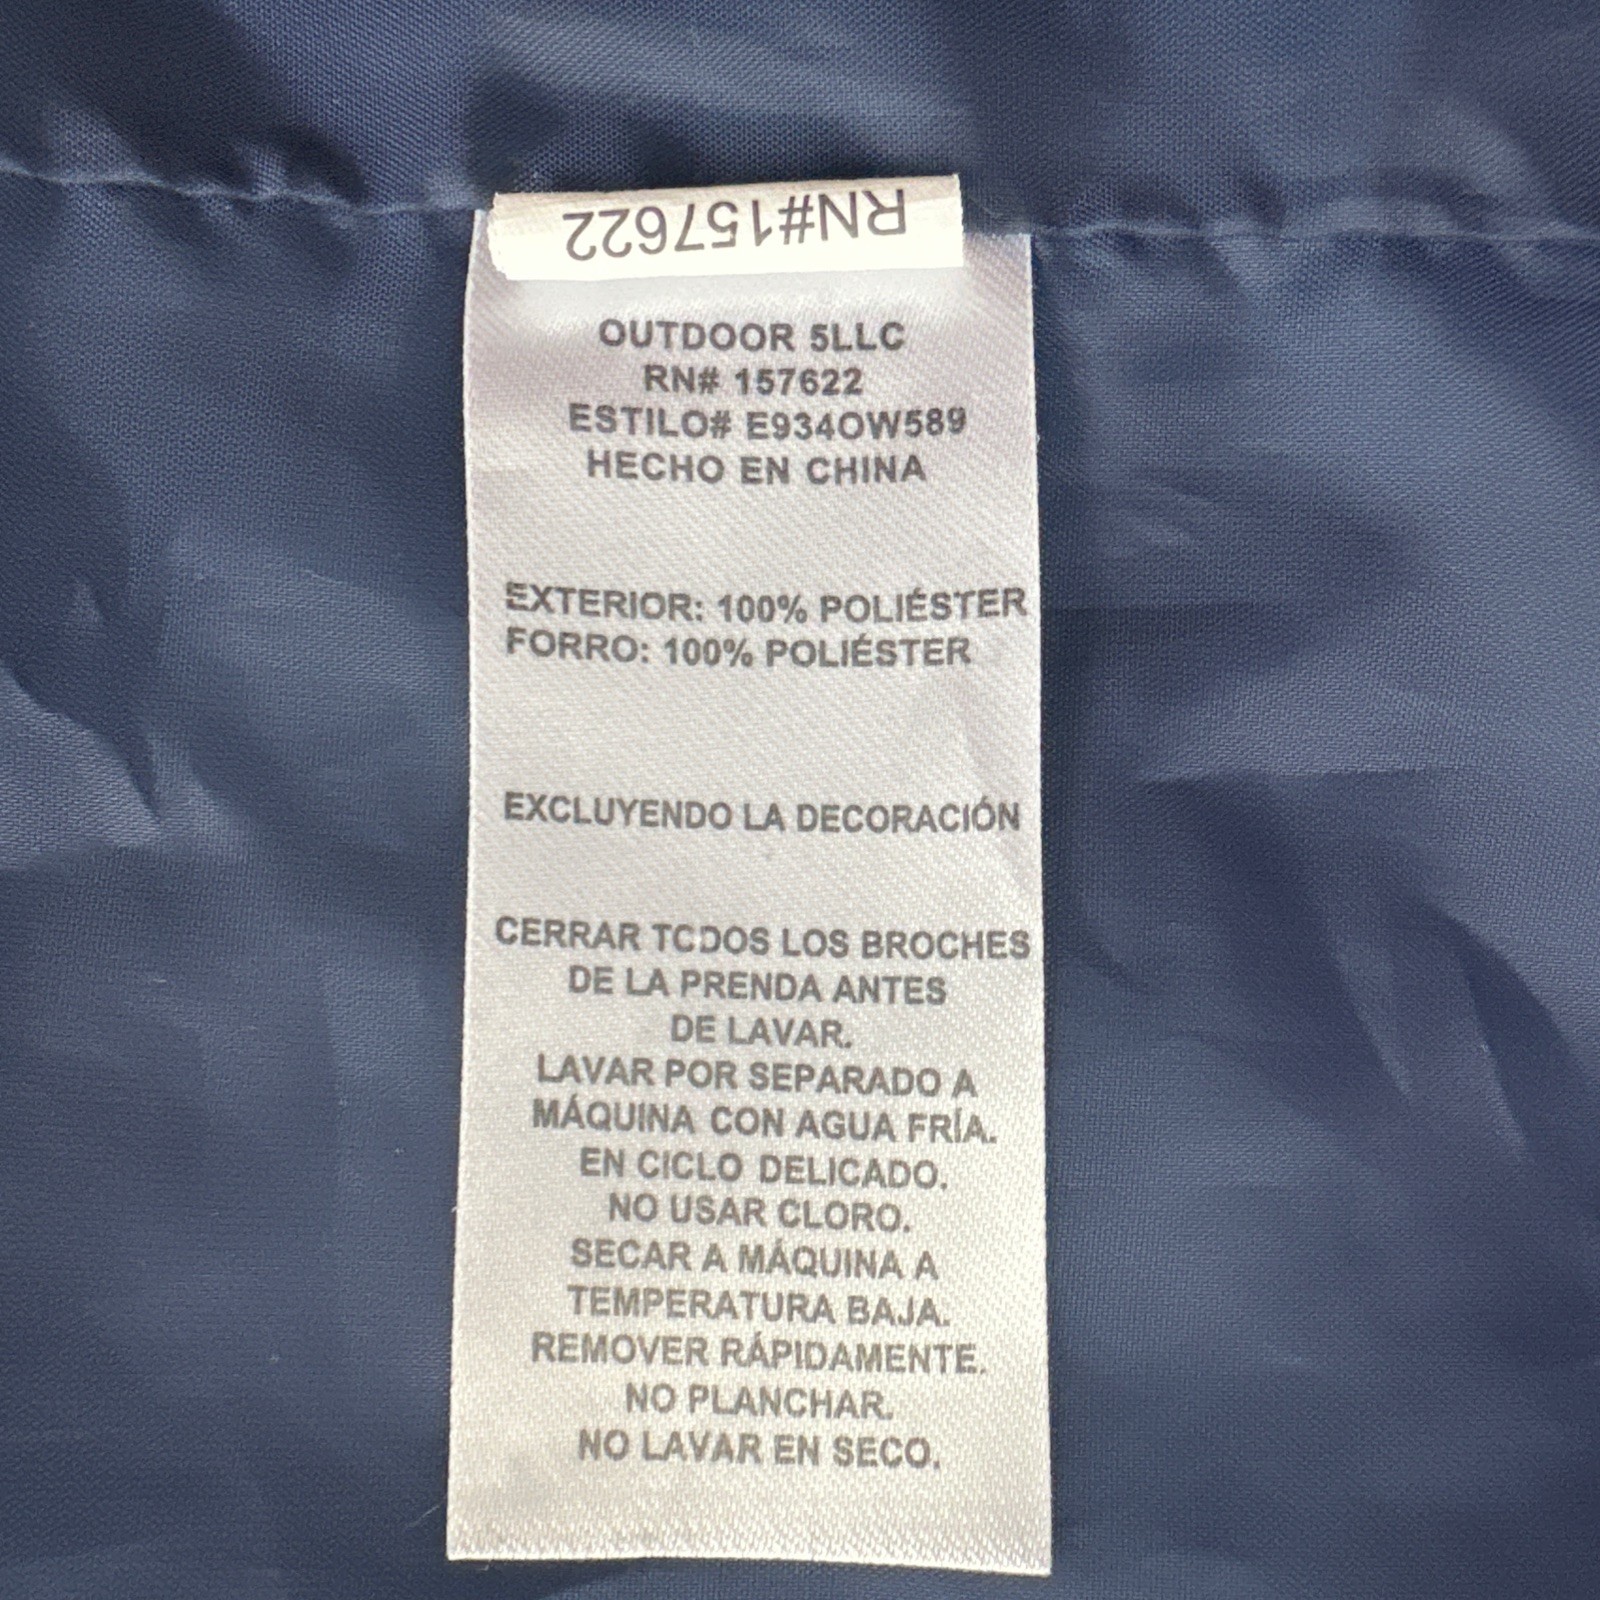 RN#157622
OUTDOOR 5LLC
RN# 157622
ESTILO# E934OW589
HECHO EN CHINA
EXTERIOR: 100% POLIÉSTER
FORRO: 100% POLIÉSTER
EXCLUYENDO LA DECORACIÓN
CERRAR TODOS LOS BROCHES
DE LA PRENDA ANTES
DE LAVAR.
LAVAR POR SEPARADO A
MÁQUINA CON AGUA FRÍA.
EN CICLO DELICADO.
NO USAR CLORO.
SECAR A MÁQUINA A
TEMPERATURA BAJA.
REMOVER RÁPIDAMENTE.
NO PLANCHAR.
NO LAVAR EN SECO.